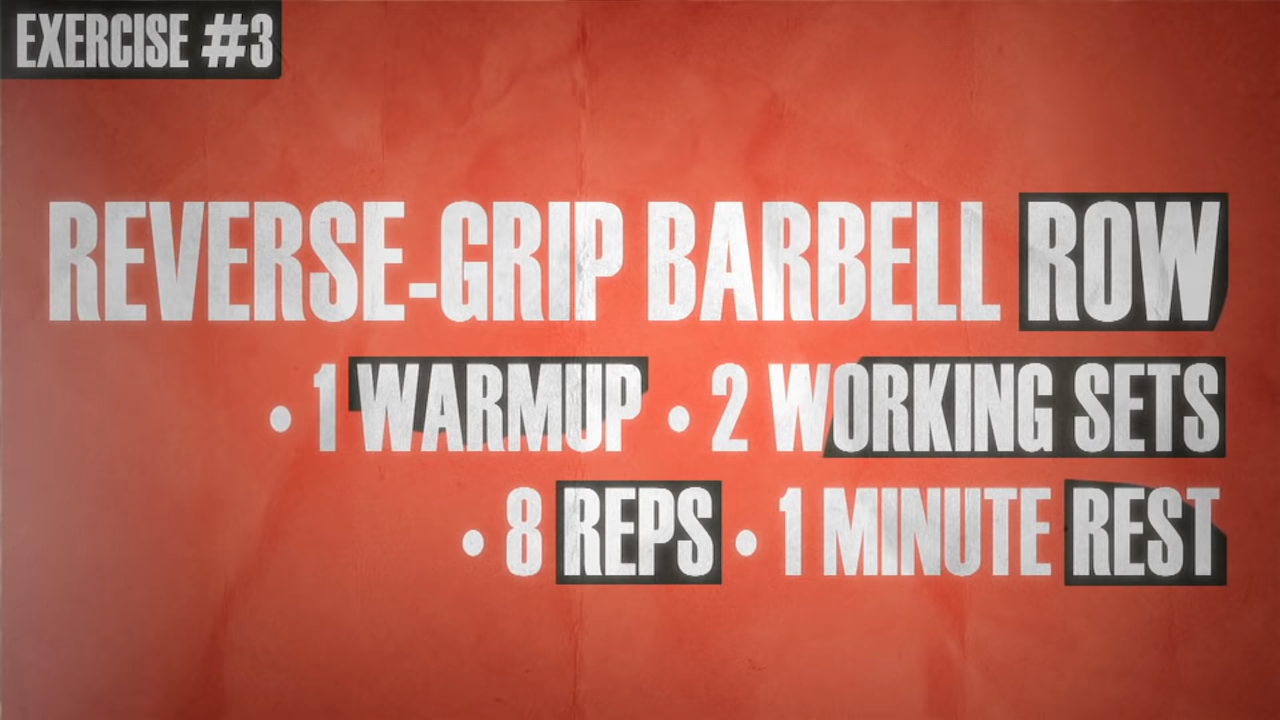 EXERCISE #3
REVERSE-GRIP BARBELL ROW
• 1 WARMUP • 2 WORKING SETS
• 8 REPS • 1 MINUTE REST